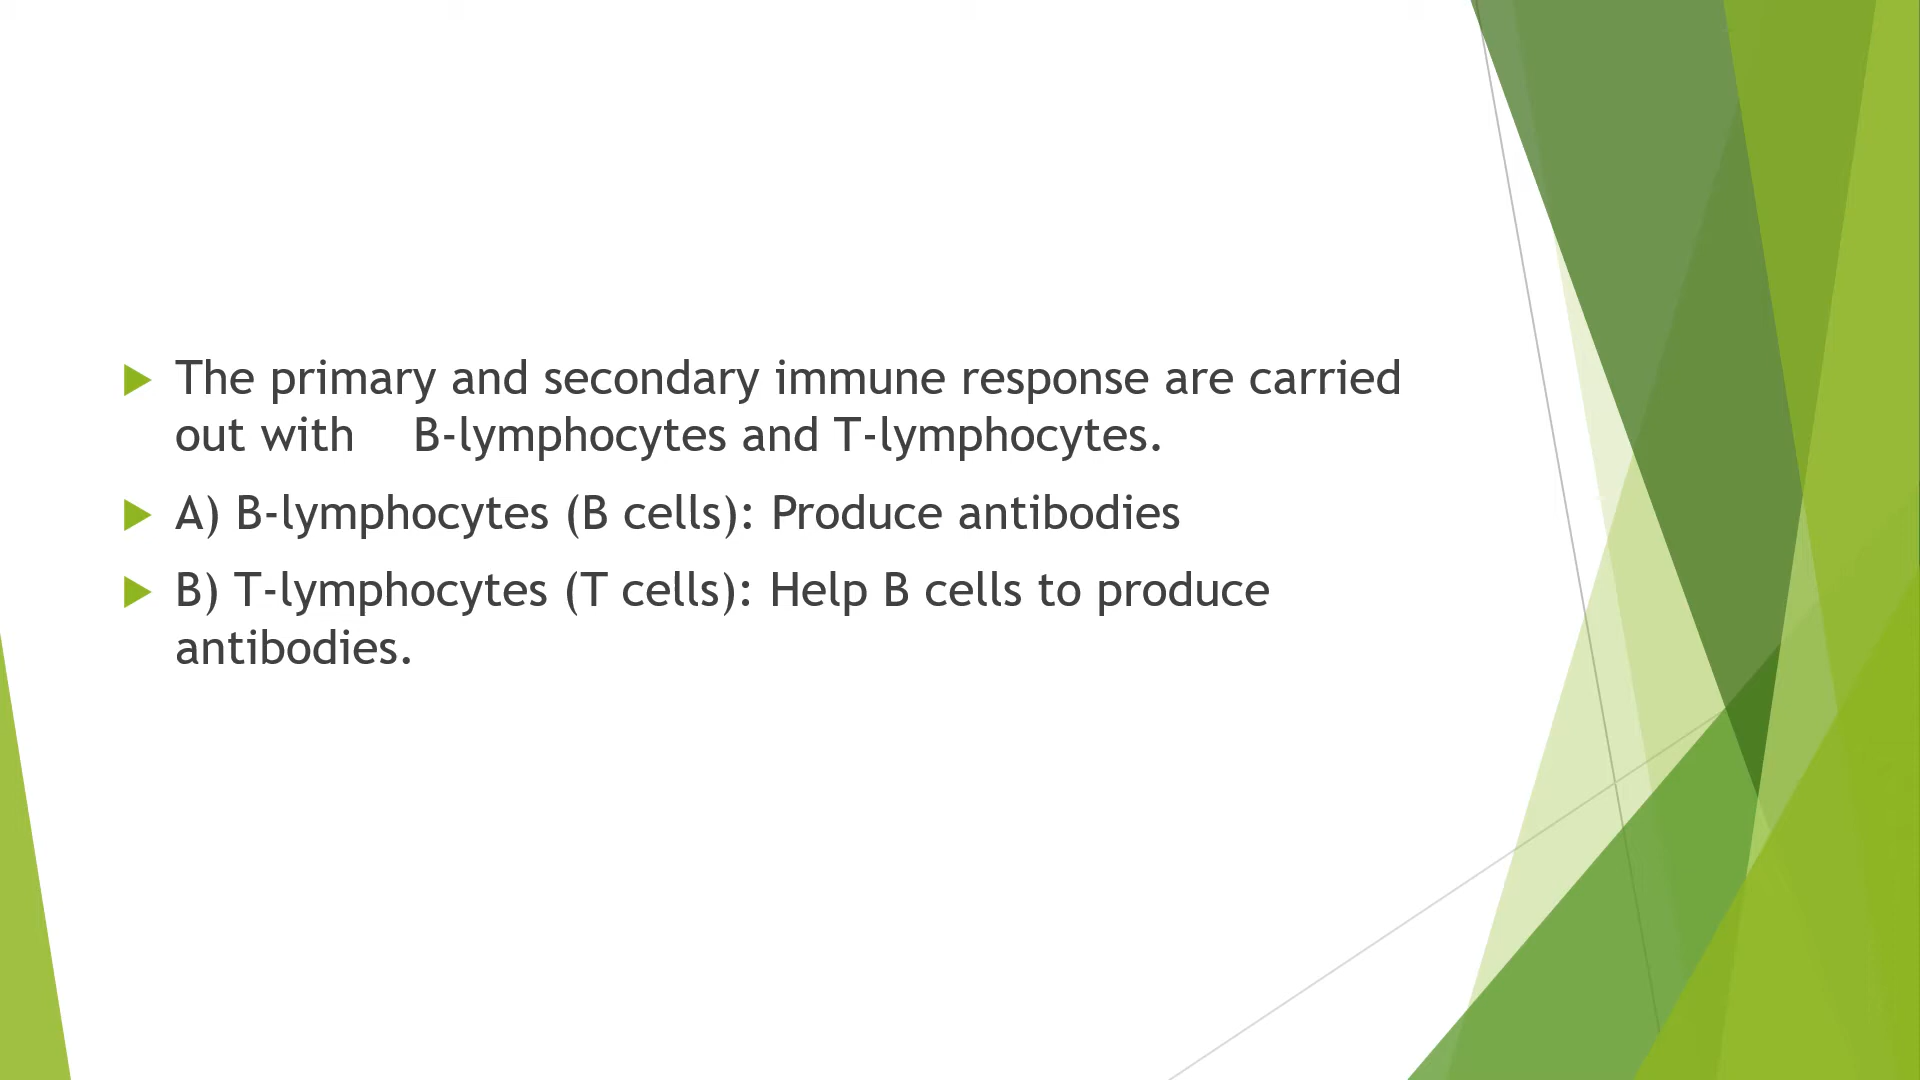 The primary and secondary immune response are carried
out with    B-lymphocytes and T-lymphocytes.
A) B-lymphocytes (B cells): Produce antibodies
B) T-lymphocytes (T cells): Help B cells to produce
antibodies.